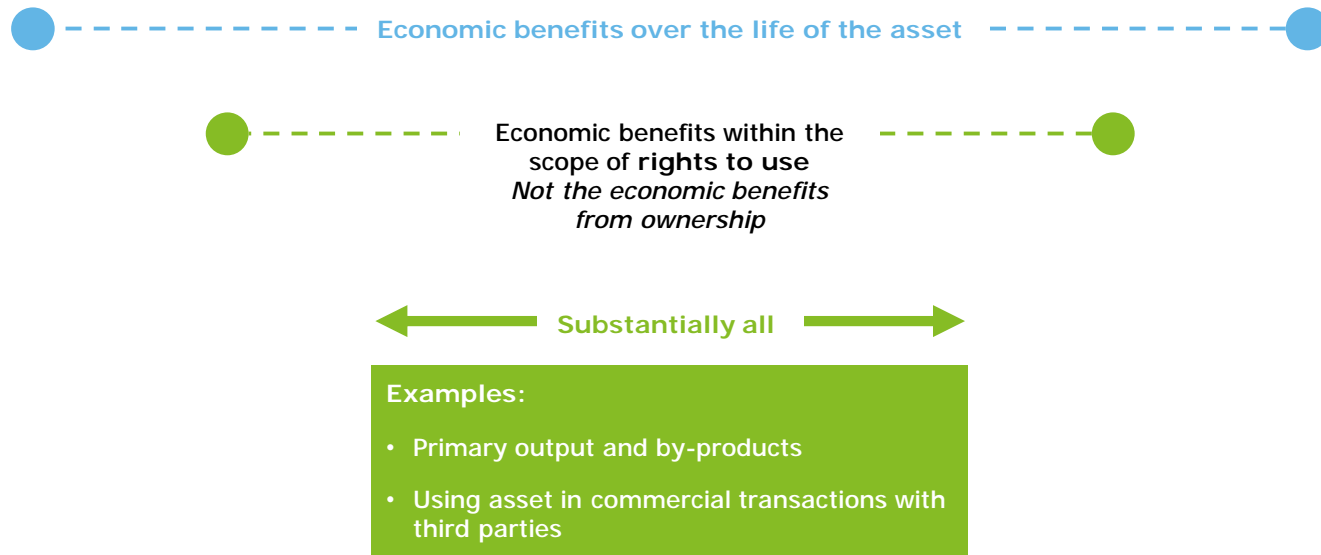 Economic benefits over the life of the asset
Economic benefits within the
scope of rights to use
Not the economic benefits
from ownership
Substantially all
Examples:
• Primary output and by-products
• Using asset in commercial transactions with
third parties